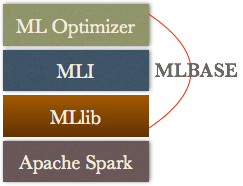 ML Optimizer
MLI
MLBASE
MLlib
Apache Spark